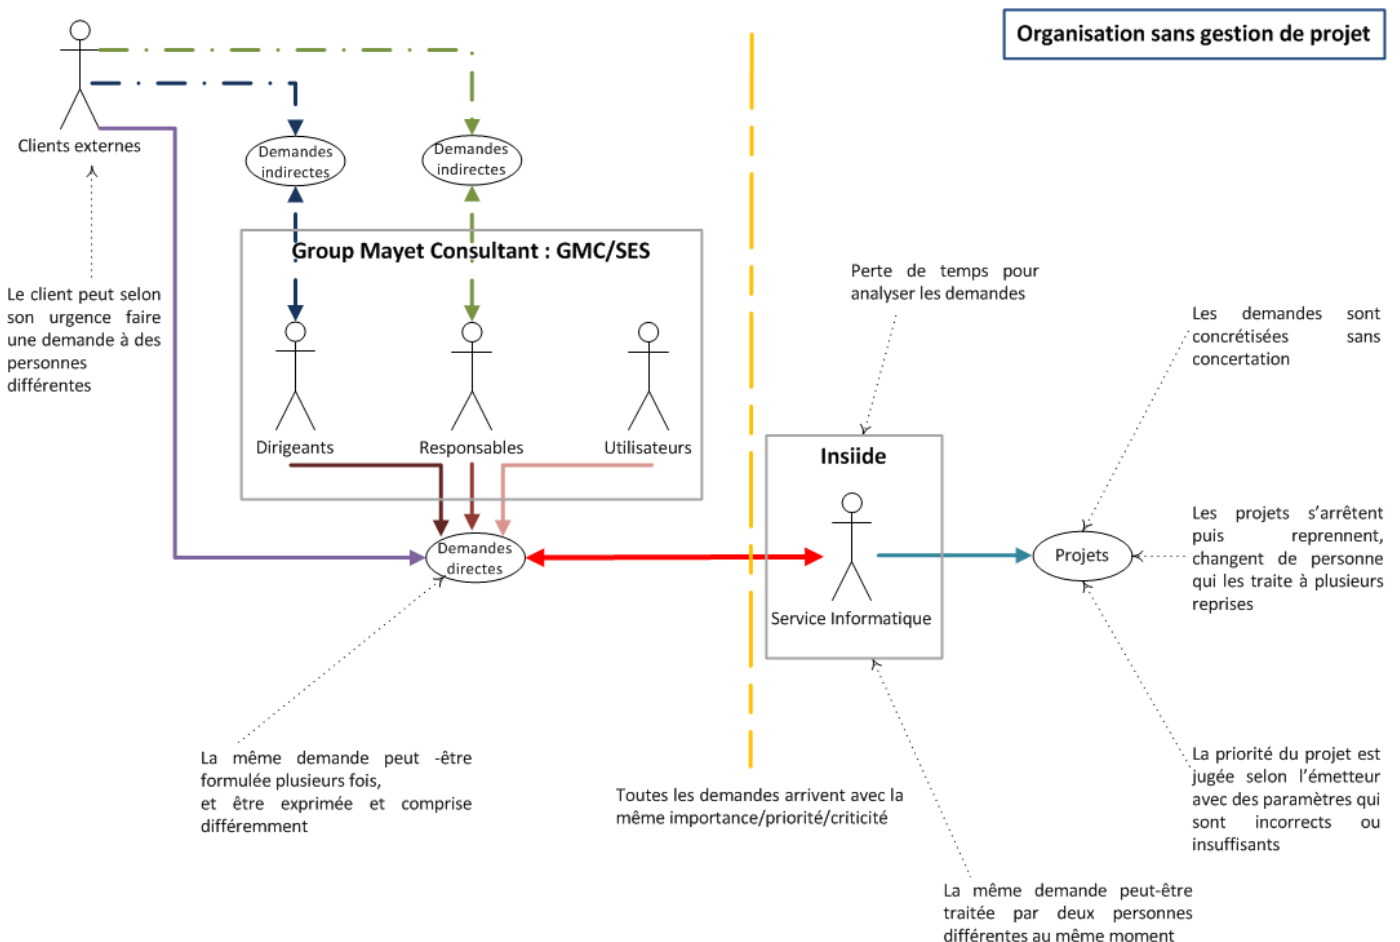 Organisation sans gestion de projet
Clients externes
Demandes
indirectes
Demandes
indirectes
Group Mayet Consultant : GMC/SES
Le client peut selon
son urgence faire
une demande à des
personnes
différentes
Perte de temps pour
analyser les demandes
Les demandes sont
concrétisées sans
concertation
Dirigeants
Responsables
Utilisateurs
Insiide
Service Informatique
Demandes
directes
Projets
Les projets s’arrêtent
puis reprennent,
changent de personne
qui les traite à plusieurs
reprises
La même demande peut -être
formulée plusieurs fois,
et être exprimée et comprise
différemment
Toutes les demandes arrivent avec la
même importance/priorité/criticité
La priorité du projet est
jugée selon l’émetteur
avec des paramètres qui
sont incorrects ou
insuffisants
La même demande peut-être
traitée par deux personnes
différentes au même moment